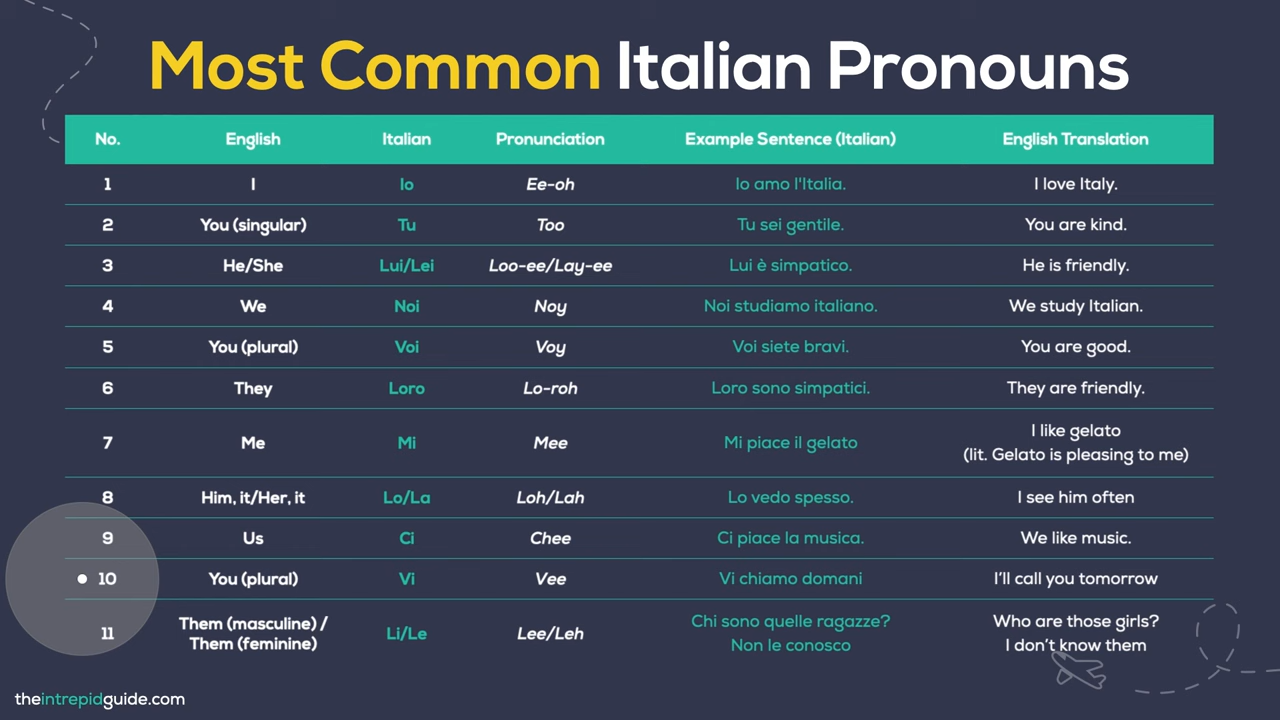 Most Common Italian Pronouns
No. English Italian Pronunciation Example Sentence (Italian) English Translation
1 I Io Ee-oh Io amo l'Italia. I love Italy.
2 You (singular) Tu Too Tu sei gentile. You are kind.
3 He/She Lui/Lei Loo-ee/Lay-ee Lui è simpatico. He is friendly.
4 We Noi Noy Noi studiamo italiano. We study Italian.
5 You (plural) Voi Voy Voi siete bravi. You are good.
6 They Loro Lo-roh Loro sono simpatici. They are friendly.
7 Me Mi Mee Mi piace il gelato I like gelato
(lit. Gelato is pleasing to me)
8 Him, it/Her, it Lo/La Loh/Lah Lo vedo spesso. I see him often
9 Us Ci Chee Ci piace la musica. We like music.
10 You (plural) Vi Vee Vi chiamo domani I'll call you tomorrow
11 Them (masculine) / Li/Le Lee/Leh Chi sono quelle ragazze? Who are those girls?
Them (feminine) Non le conosco I don't know them
theintrepidguide.com